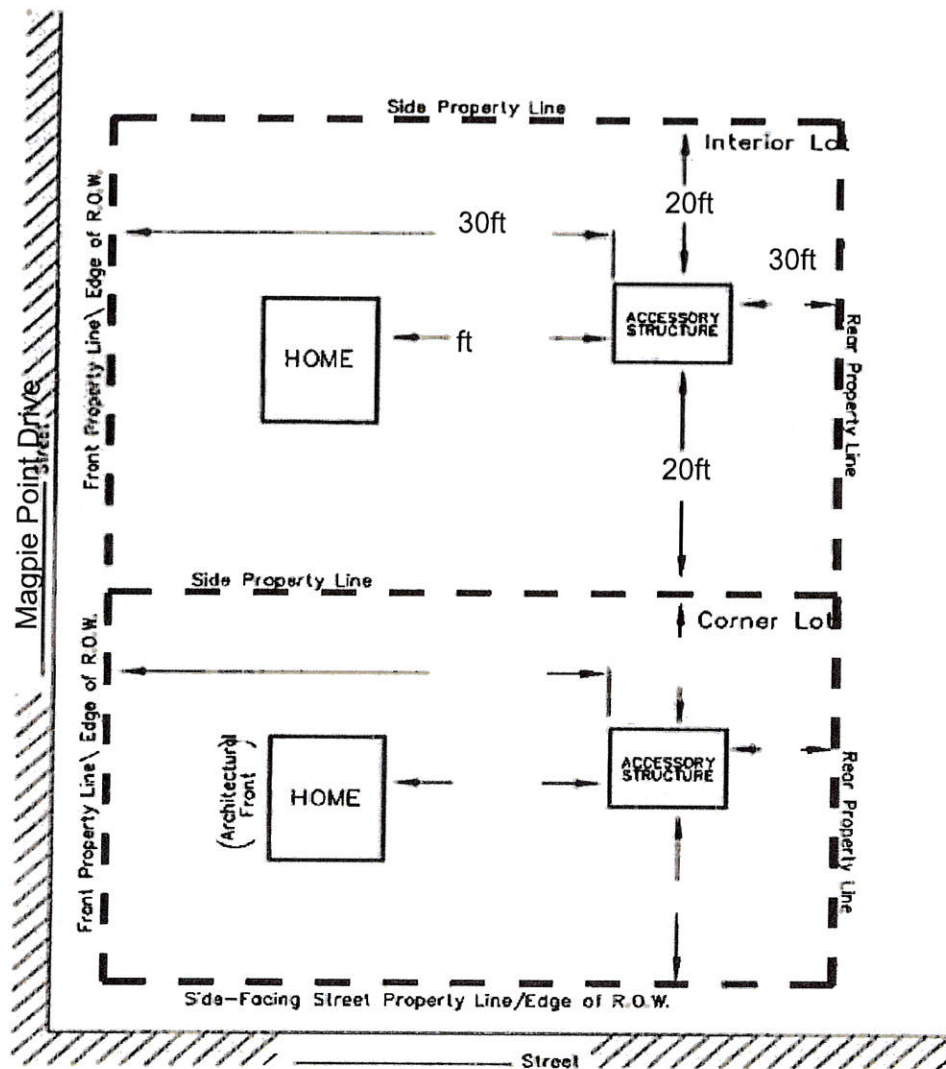 Side Property Line
Interior Lot
20ft
30ft
30ft
Front Property Line\ Edge of R.O.W.
ACCESSORY
STRUCTURE
HOME
ft
Rear Property Line
Magpie Point Drive
Street
20ft
Side Property Line
Corner Lot
Front Property Line\ Edge of R.O.W.
ACCESSORY
STRUCTURE
(Architectural
Front)
HOME
Rear Property Line
Side-Facing Street Property Line/Edge of R.O.W.
Street